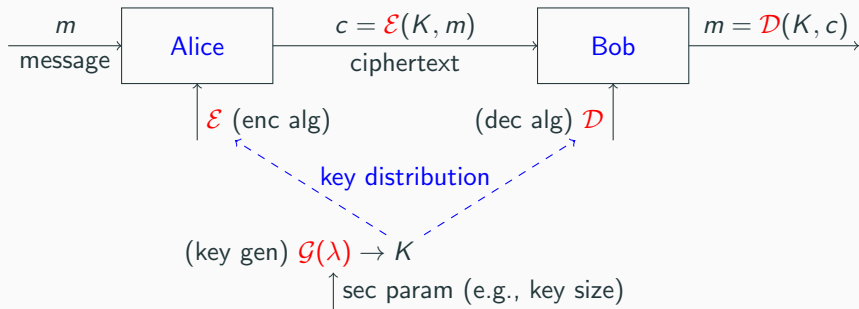 m
c = ℰ(K, m)
m = 𝒟(K, c)
Alice
Bob
message
ciphertext
ℰ (enc alg)
(dec alg) 𝒟
key distribution
(key gen) 𝒢(λ) → K
sec param (e.g., key size)